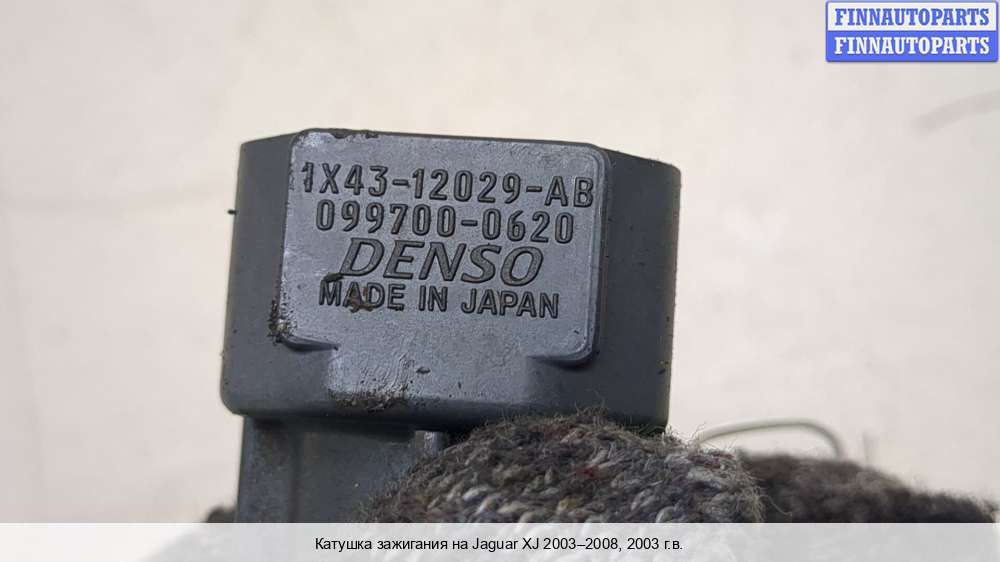 FINNAUTOPARTS
FINNAUTOPARTS
1X43-12029-AB
099700-0620
DENSO
MADE IN JAPAN
Катушка зажигания на Jaguar XJ 2003–2008, 2003 г.в.